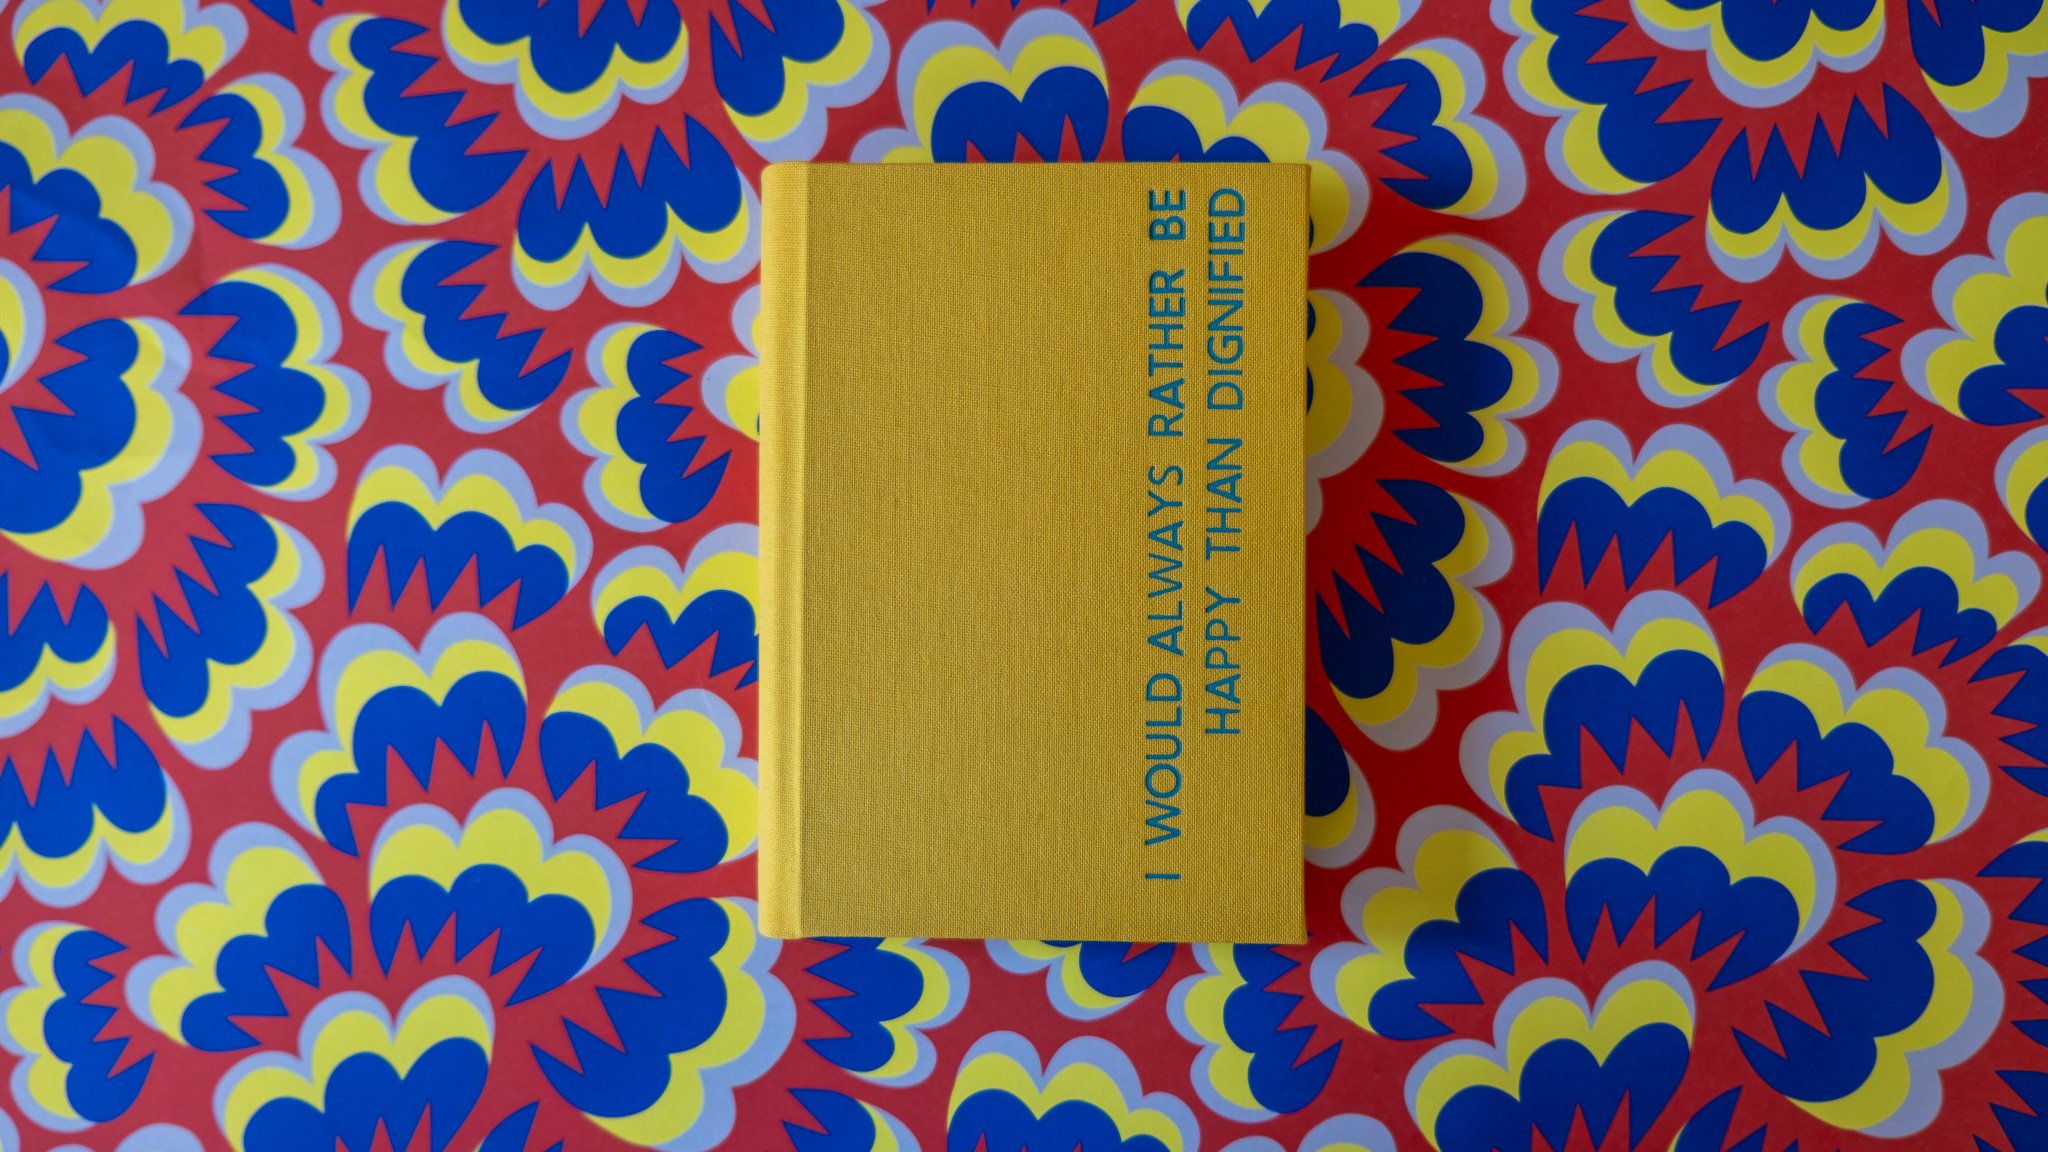 I WOULD ALWAYS RATHER BE
HAPPY THAN DIGNIFIED